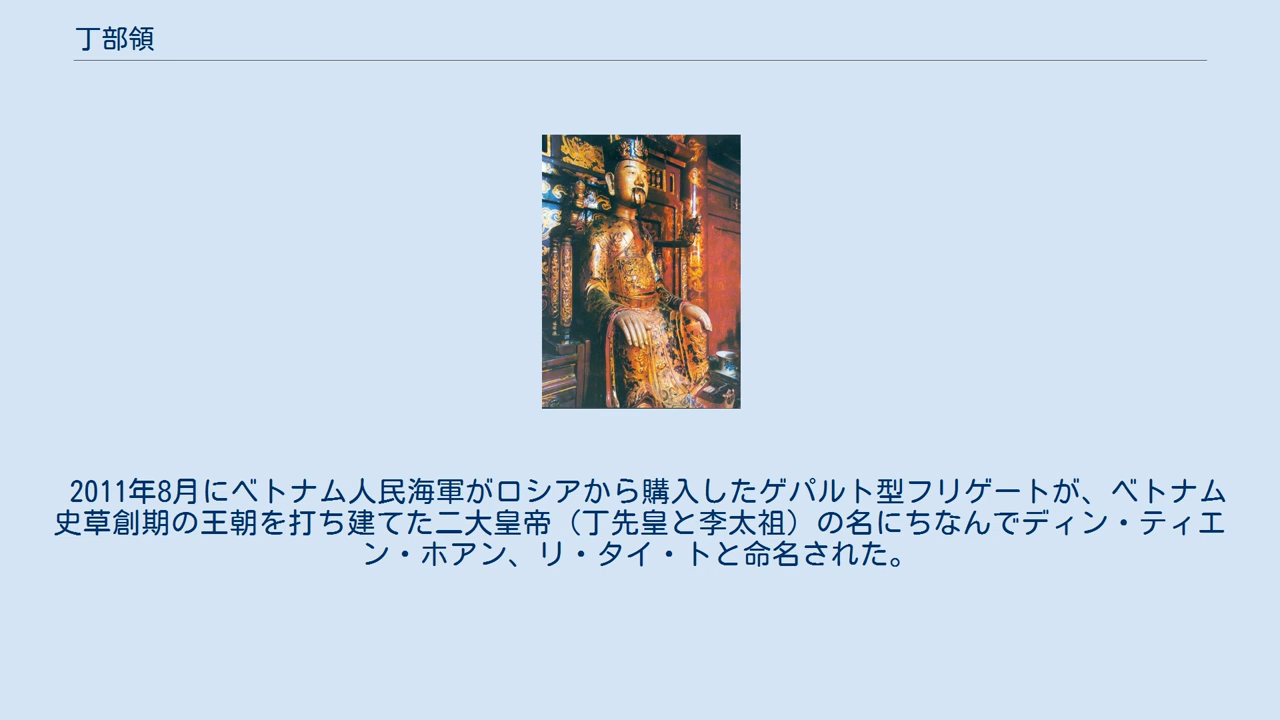 丁部領
2011年8月にベトナム人民海軍がロシアから購入したゲパルト型フリゲートが、ベトナム
史草創期の王朝を打ち建てた二大皇帝（丁先皇と李太祖）の名にちなんでディン・ティエ
ン・ホアン、リ・タイ・トと命名された。